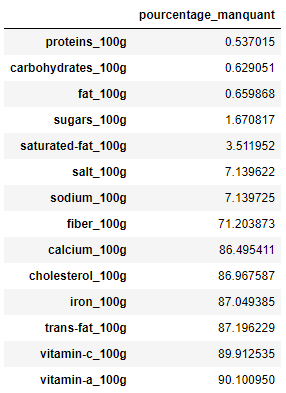 pourcentage_manquant
proteins_100g 0.537015
carbohydrates_100g 0.629051
fat_100g 0.659868
sugars_100g 1.670817
saturated-fat_100g 3.511952
salt_100g 7.139622
sodium_100g 7.139725
fiber_100g 71.203873
calcium_100g 86.495411
cholesterol_100g 86.967587
iron_100g 87.049385
trans-fat_100g 87.196229
vitamin-c_100g 89.912535
vitamin-a_100g 90.100950